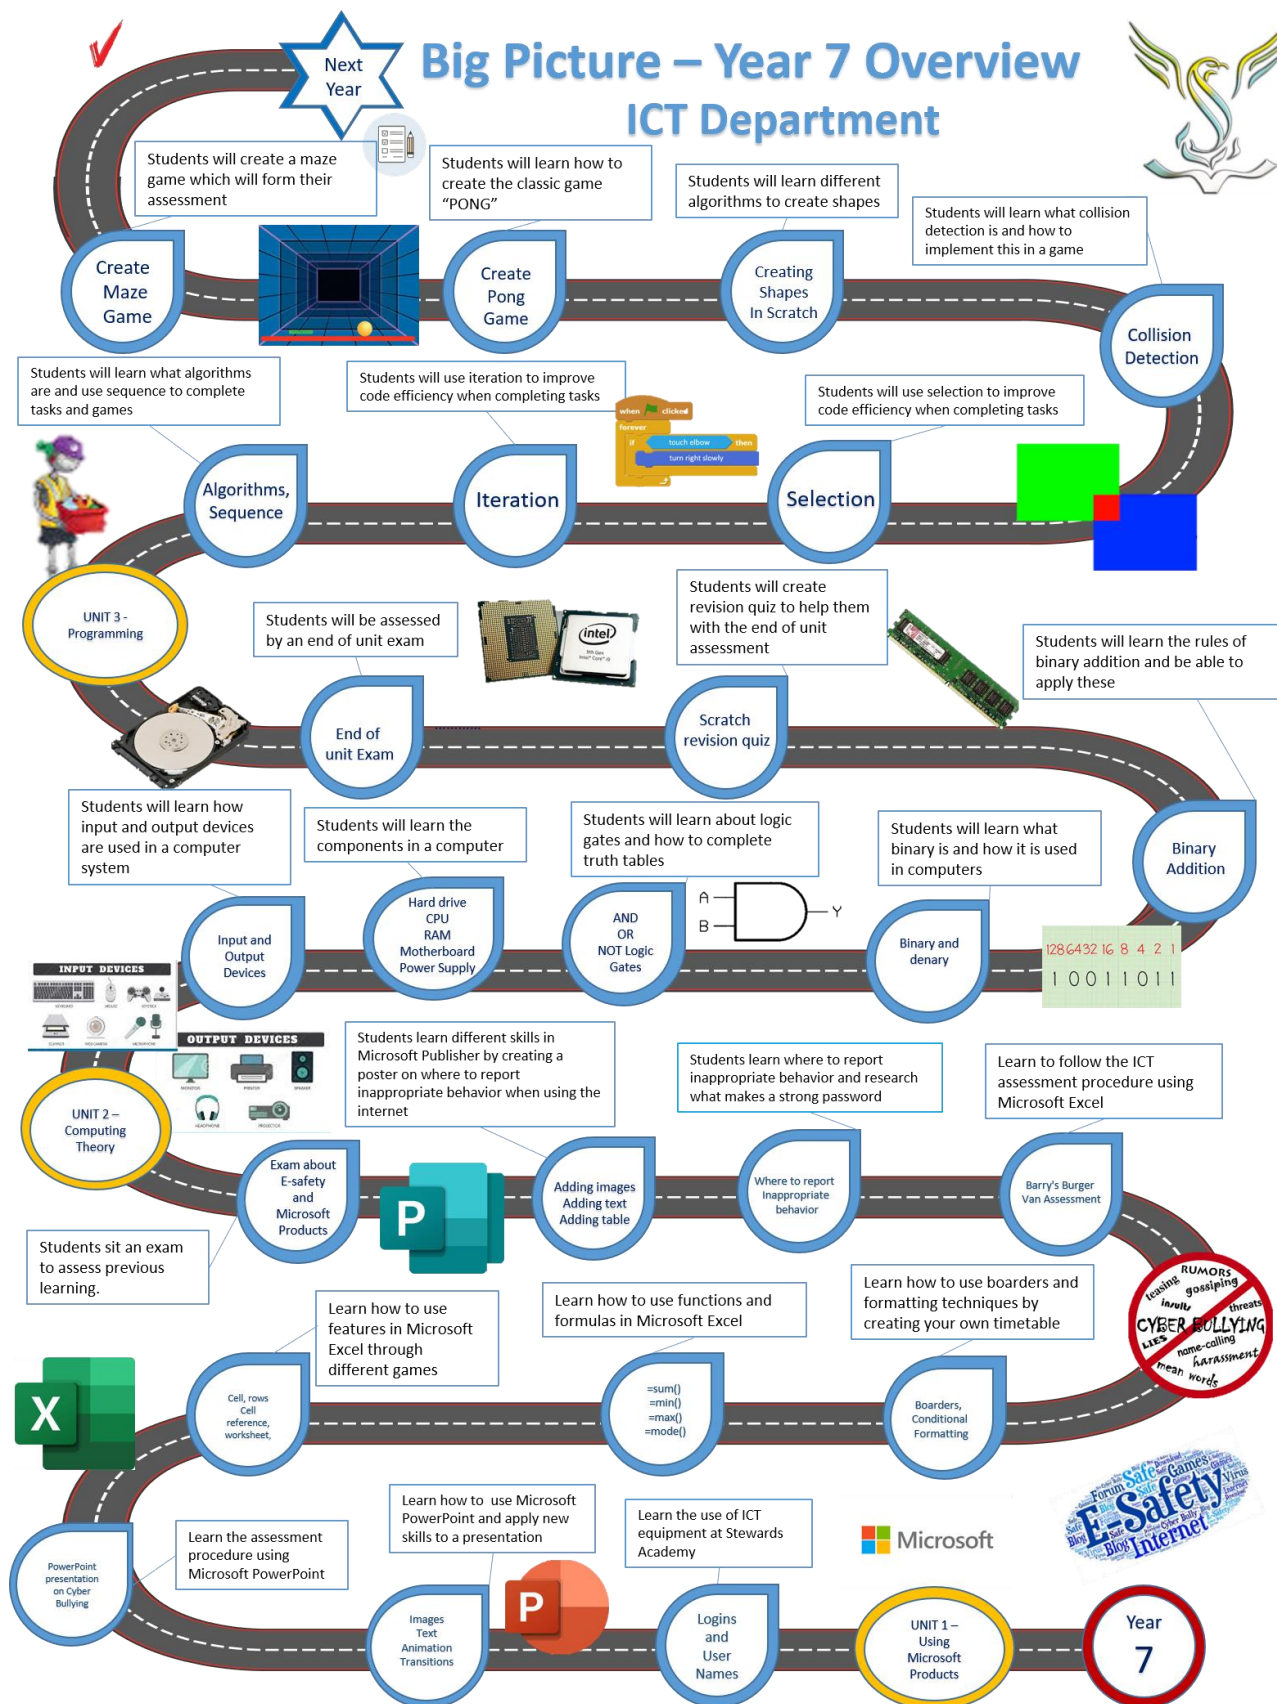 Big Picture – Year 7 Overview
ICT Department
Next
Year
Students will create a maze
game which will form their
assessment
Students will learn how to
create the classic game
“PONG”
Students will learn different
algorithms to create shapes
Students will learn what collision
detection is and how to
implement this in a game
Create
Maze
Game
Create
Pong
Game
Creating
Shapes
In Scratch
Collision
Detection
Students will learn what algorithms
are and use sequence to complete
tasks and games
Students will use iteration to improve
code efficiency when completing tasks
Students will use selection to improve
code efficiency when completing tasks
when clicked
forever
if touch elbow then
turn right slowly
Algorithms,
Sequence
Iteration
Selection
UNIT 3 -
Programming
Students will be assessed
by an end of unit exam
intel
Students will create
revision quiz to help them
with the end of unit
assessment
Students will learn the rules of
binary addition and be able to
apply these
End of
unit Exam
Scratch
revision quiz
Students will learn how
input and output devices
are used in a computer
system
Students will learn the
components in a computer
Students will learn about logic
gates and how to complete
truth tables
Students will learn what
binary is and how it is used
in computers
Binary
Addition
Input and
Output
Devices
Hard drive
CPU
RAM
Motherboard
Power Supply
AND
OR
NOT Logic
Gates
A
B
Y
Binary and
denary
128 64 32 16 8 4 2 1
1 0 0 1 1 0 1 1
INPUT DEVICES
KEYBOARD MOUSE JOYSTICK
SCANNER WEB CAMERA MICROPHONE
OUTPUT DEVICES
MONITOR PRINTER SPEAKER
HEADPHONE PROJECTOR
Students learn different skills in
Microsoft Publisher by creating a
poster on where to report
inappropriate behavior when using the
internet
Students learn where to report
inappropriate behavior and research
what makes a strong password
Learn to follow the ICT
assessment procedure using
Microsoft Excel
UNIT 2 –
Computing
Theory
Exam about
E-safety
and
Microsoft
Products
P
Adding images
Adding text
Adding table
Where to report
Inappropriate
behavior
Barry's Burger
Van Assessment
Students sit an exam
to assess previous
learning.
Learn how to use
features in Microsoft
Excel through
different games
Learn how to use functions and
formulas in Microsoft Excel
Learn how to use boarders and
formatting techniques by
creating your own timetable
RUMORS
teasing gossiping
insults threats
CYBER BULLYING
LIES name-calling
harassment
mean words
X
Cell, rows
Cell
reference,
worksheet,
=sum()
=min()
=max()
=mode()
Boarders,
Conditional
Formatting
Learn how to use Microsoft
PowerPoint and apply new
skills to a presentation
Learn the use of ICT
equipment at Stewards
Academy
Microsoft
Forum Safe Games
E-Safety
Blog Internet
Virus
PowerPoint
presentation
on Cyber
Bullying
Learn the assessment
procedure using
Microsoft PowerPoint
Images
Text
Animation
Transitions
P
Logins
and
User
Names
UNIT 1 –
Using
Microsoft
Products
Year
7